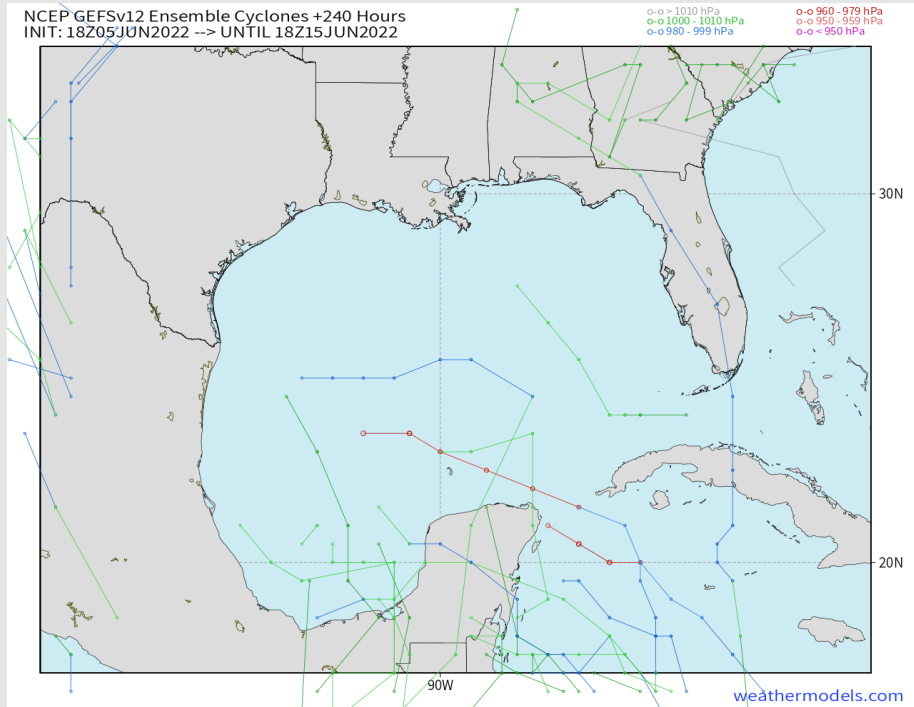 NCEP GEFSv12 Ensemble Cyclones +240 Hours
INIT: 18Z05JUN2022 --> UNTIL 18Z15JUN2022
o-o > 1010 hPa
o-o 1000 - 1010 hPa
o-o 980 - 999 hPa
o-o 960 - 979 hPa
o-o 950 - 959 hPa
o-o < 950 hPa
30N
20N
90W
weathermodels.com